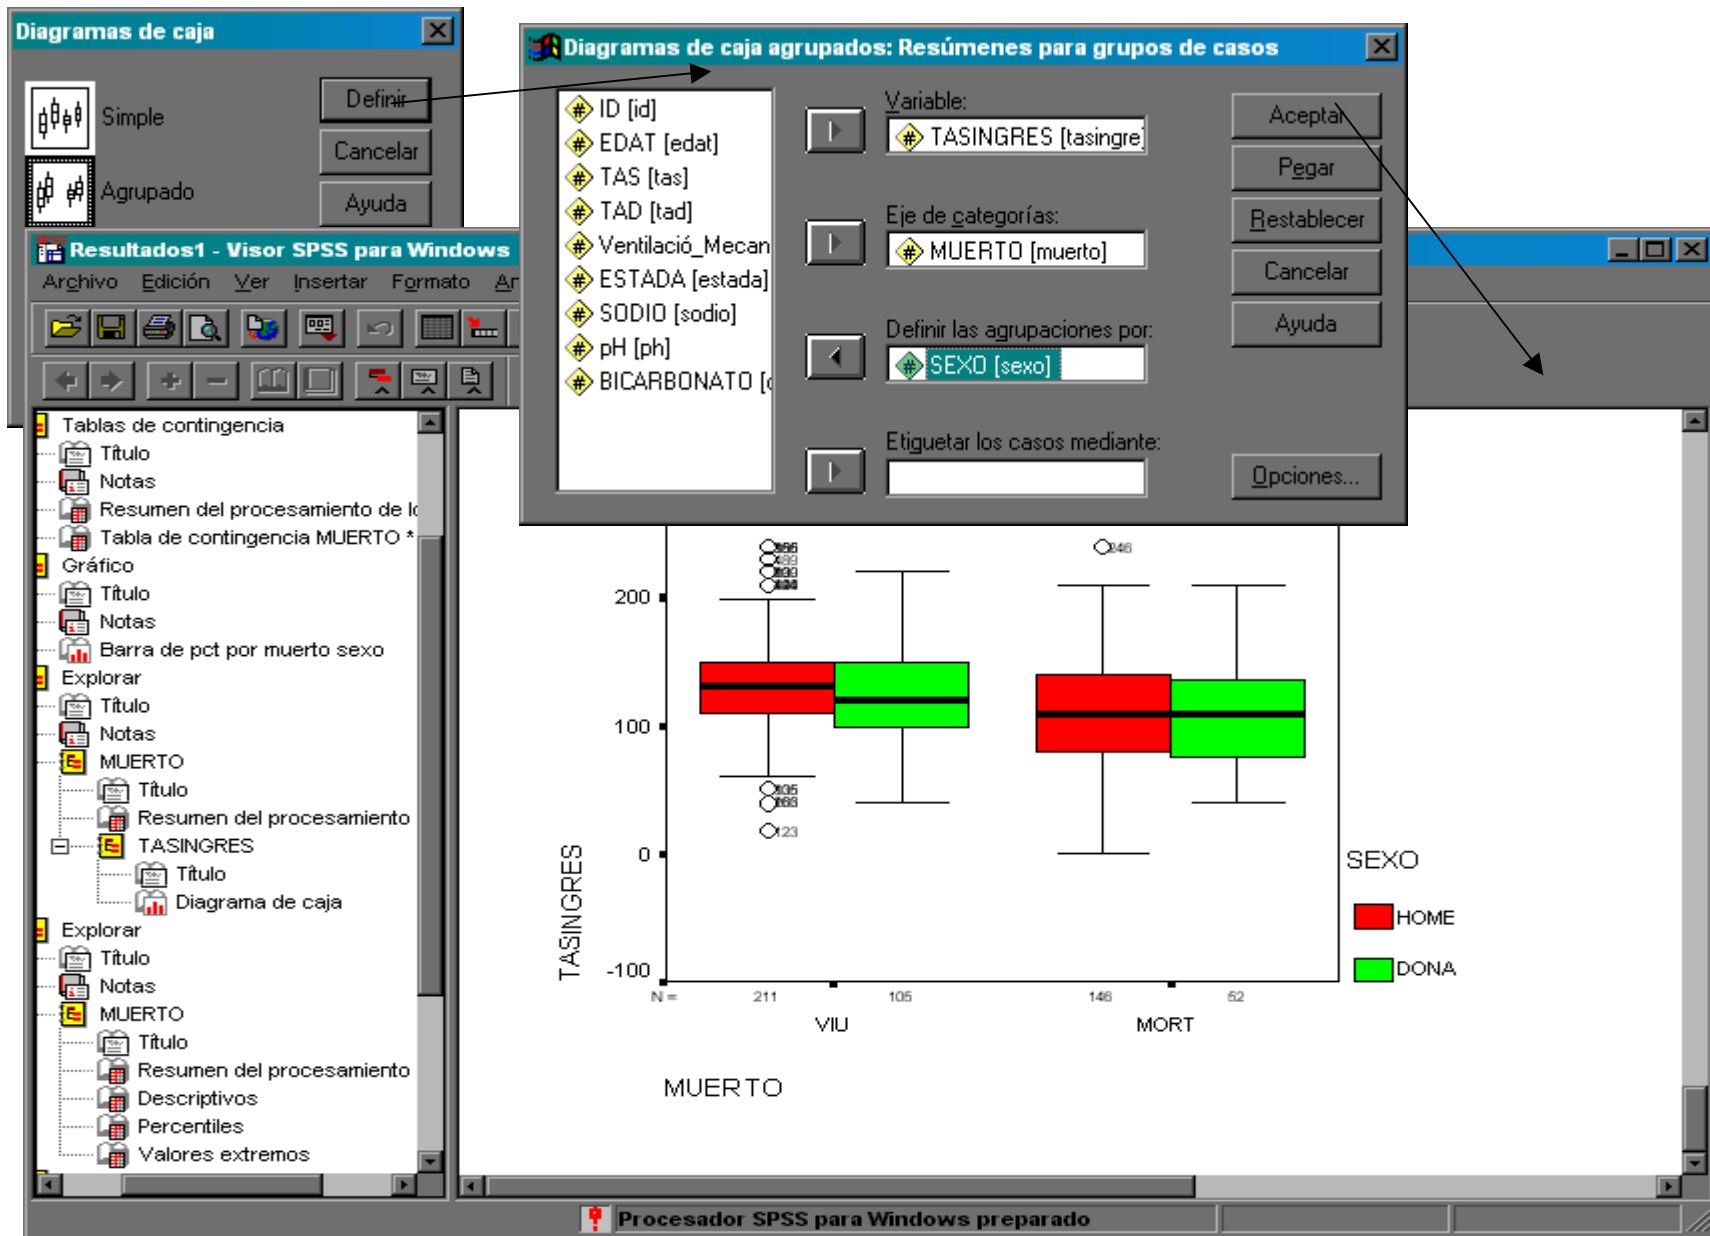 Diagramas de caja
Simple
Agrupado
Definir
Cancelar
Ayuda
Diagramas de caja agrupados: Resúmenes para grupos de casos
ID [id]
EDAT [edat]
TAS [tas]
TAD [tad]
Ventilació_Mecan
ESTADA [estada]
SODIO [sodio]
pH [ph]
BICARBONATO [
Variable:
TASINGRES [tasingre
Eje de categorías:
MUERTO [muerto]
Definir las agrupaciones por:
SEXO [sexo]
Etiquetar los casos mediante:
Aceptar
Pegar
Restablecer
Cancelar
Ayuda
Opciones...
Resultados1 - Visor SPSS para Windows
Archivo Edición Ver Insertar Formato An
Tablas de contingencia
Título
Notas
Resumen del procesamiento de lo
Tabla de contingencia MUERTO *
Gráfico
Título
Notas
Barra de pct por muerto sexo
Explorar
Título
Notas
MUERTO
Título
Resumen del procesamiento
TASINGRES
Título
Diagrama de caja
Explorar
Título
Notas
MUERTO
Título
Resumen del procesamiento
Descriptivos
Percentiles
Valores extremos
TASINGRES
200
100
0
-100
246
123
N = 211 105 146 52
VIU MORT
MUERTO
SEXO
HOME
DONA
Procesador SPSS para Windows preparado